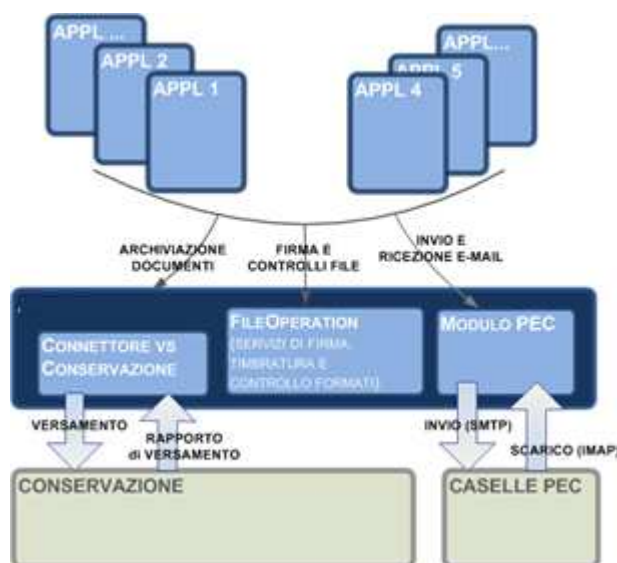 APPL ...
APPL 2
APPL 1
APPL...
APPL 5
APPL 4
ARCHIVIAZIONE
DOCUMENTI
FIRMA E
CONTROLLI FILE
INVIO E
RICEZIONE E-MAIL
CONNETTORE VS
CONSERVAZIONE
FILEOPERATION
(SERVIZI DI FIRMA,
TIMBRATURA E
CONTROLLO FORMATI)
MODULO PEC
VERSAMENTO
RAPPORTO
di VERSAMENTO
INVIO (SMTP)
SCARICO (IMAP)
CONSERVAZIONE
CASELLE PEC